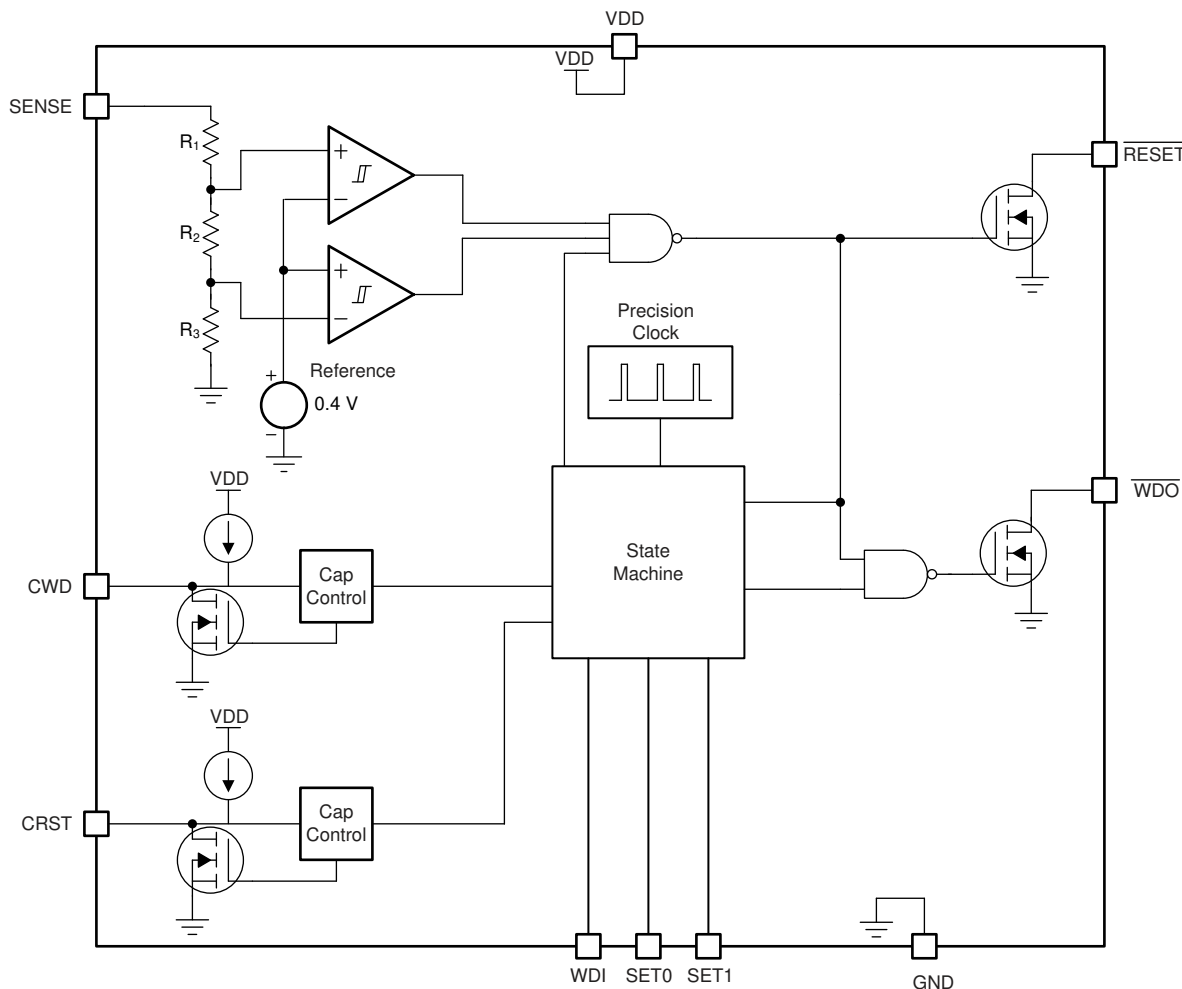 VDD
VDD
SENSE
R1
R2
R3
+
−
+
−
RESET
Precision
Clock
+
Reference
0.4 V
−
VDD
CWD
Cap
Control
State
Machine
WDO
VDD
CRST
Cap
Control
WDI
SET0
SET1
GND